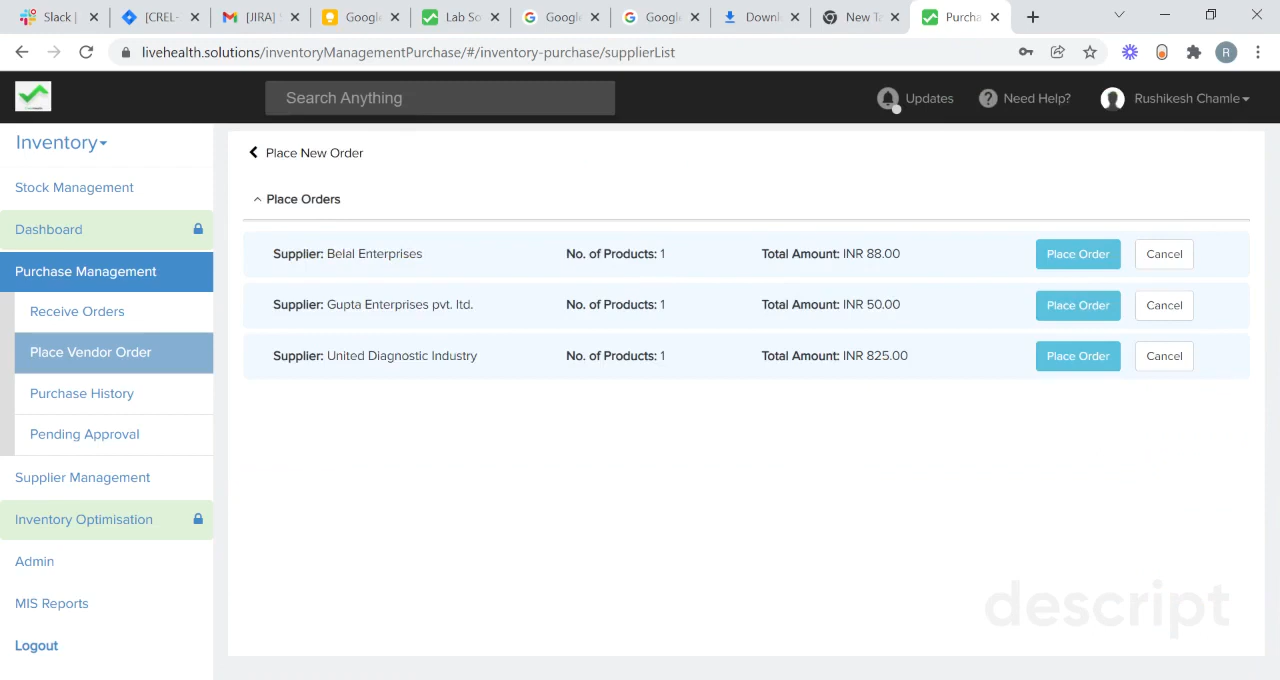 Slack |
[CREL-
[JIRA] S
Google
Lab So
Google
Google
Downl
New Ta
Purcha
livehealth.solutions/inventoryManagementPurchase/#/inventory-purchase/supplierList
R
Search Anything
Updates
Need Help?
Rushikesh Chamle
Inventory
Stock Management
Dashboard
Purchase Management
Receive Orders
Place Vendor Order
Purchase History
Pending Approval
Supplier Management
Inventory Optimisation
Admin
MIS Reports
Logout
Place New Order
Place Orders
Supplier: Belal Enterprises No. of Products: 1 Total Amount: INR 88.00 Place Order Cancel
Supplier: Gupta Enterprises pvt. ltd. No. of Products: 1 Total Amount: INR 50.00 Place Order Cancel
Supplier: United Diagnostic Industry No. of Products: 1 Total Amount: INR 825.00 Place Order Cancel
descript